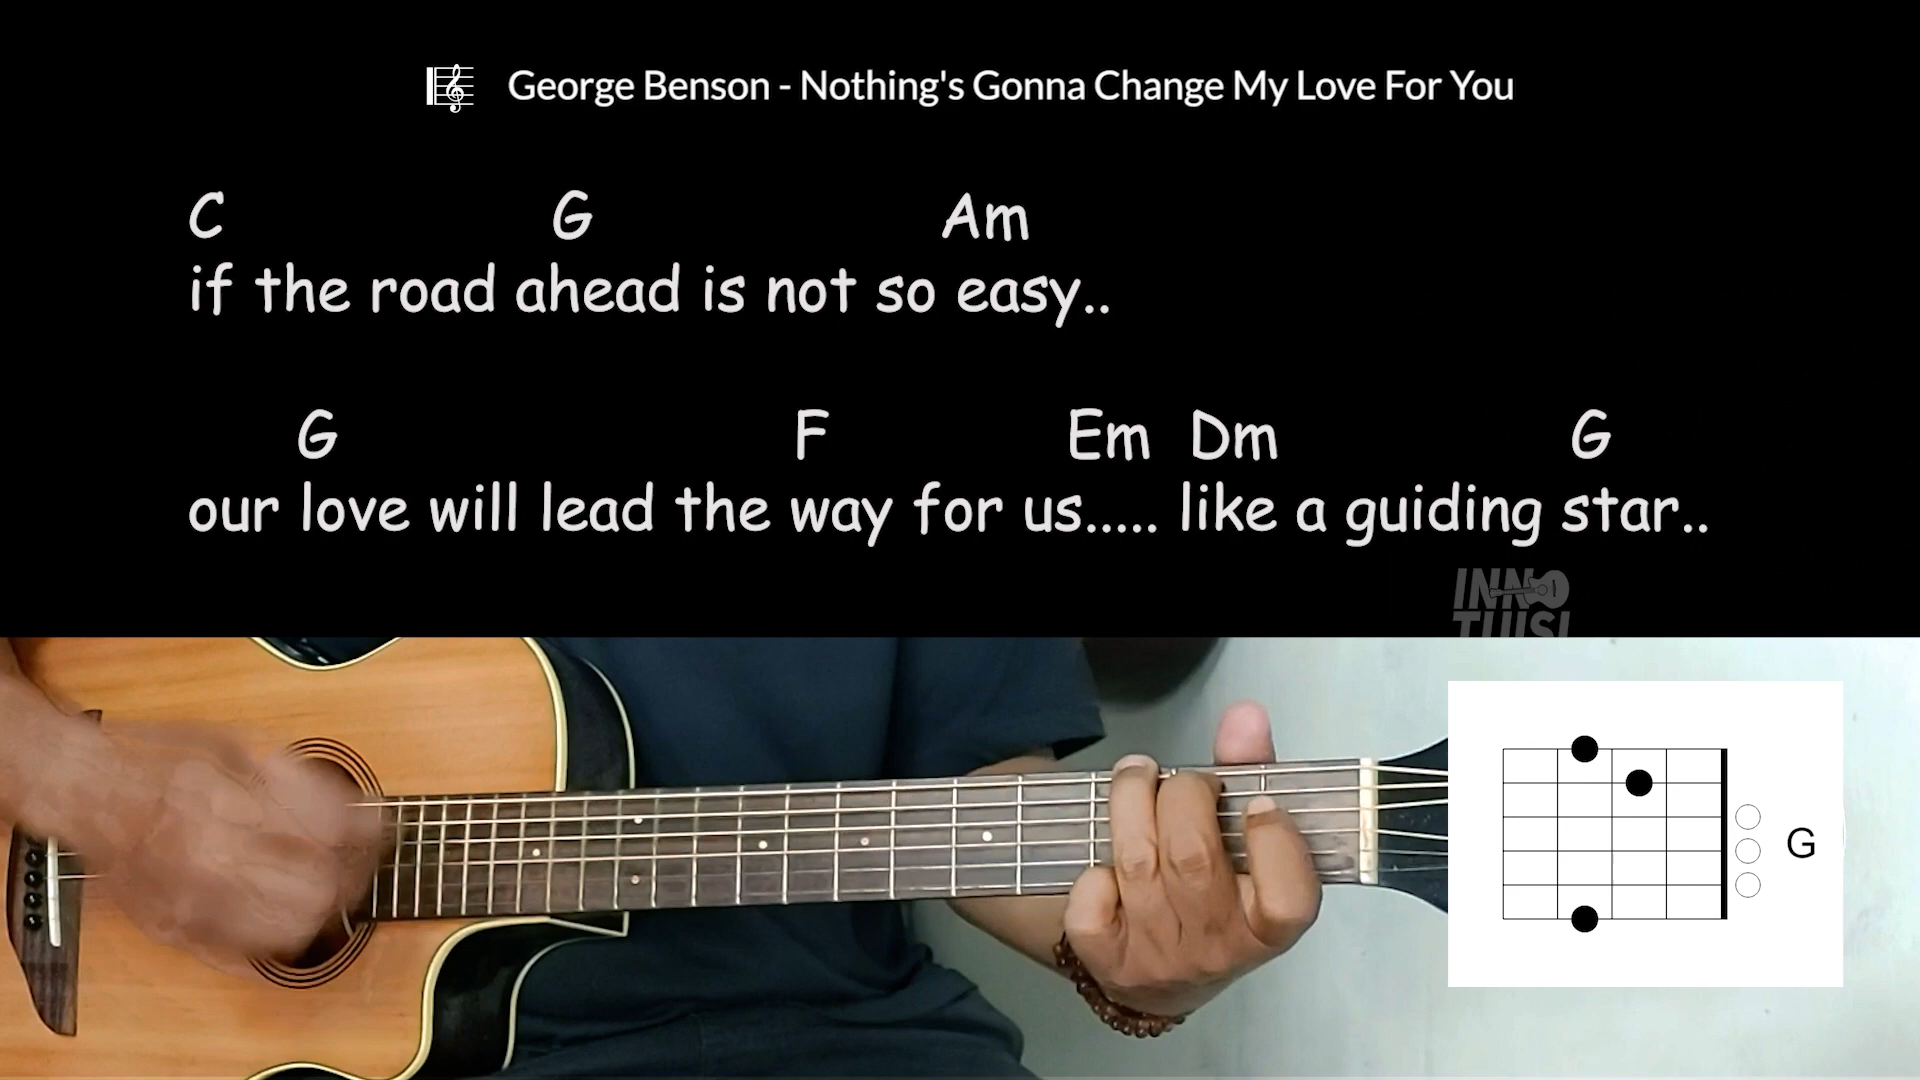 George Benson - Nothing's Gonna Change My Love For You
C G Am
if the road ahead is not so easy..
G F Em Dm G
our love will lead the way for us..... like a guiding star..
INNOTUISI
G